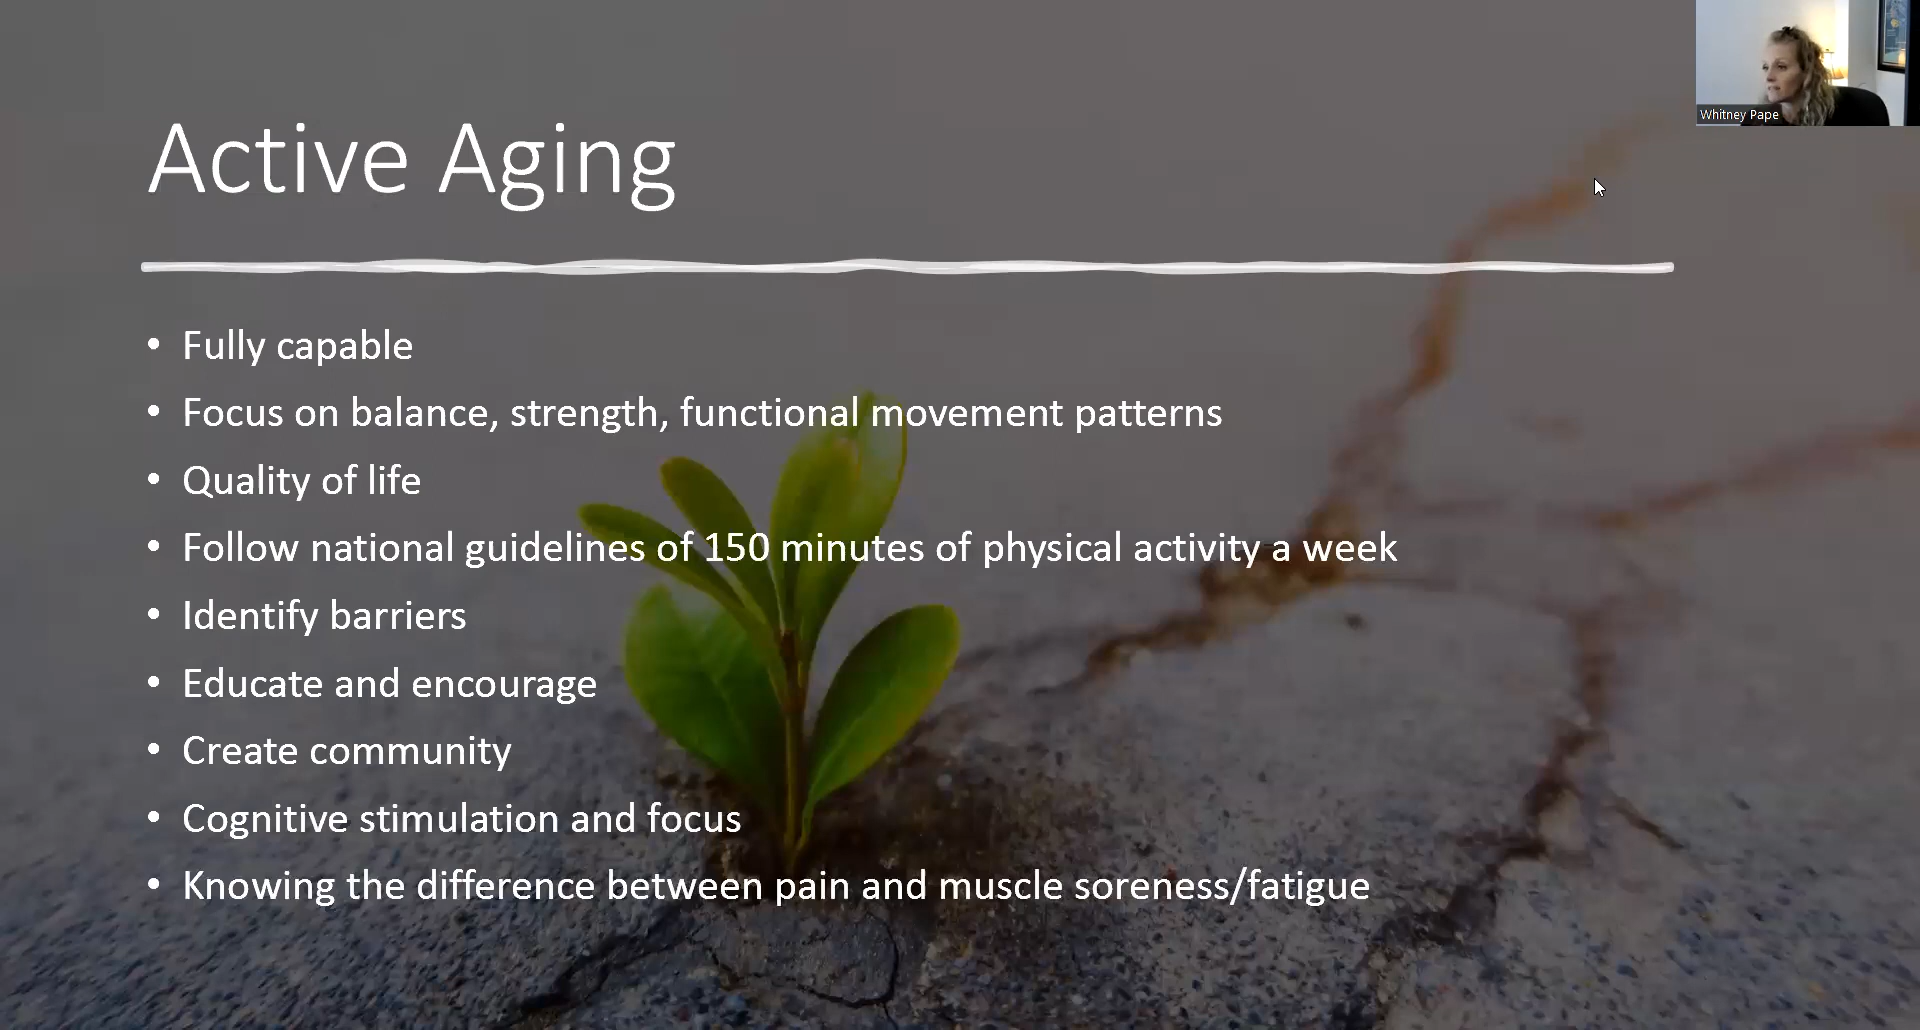 Whitney Pape
Active Aging
• Fully capable
• Focus on balance, strength, functional movement patterns
• Quality of life
• Follow national guidelines of 150 minutes of physical activity a week
• Identify barriers
• Educate and encourage
• Create community
• Cognitive stimulation and focus
• Knowing the difference between pain and muscle soreness/fatigue